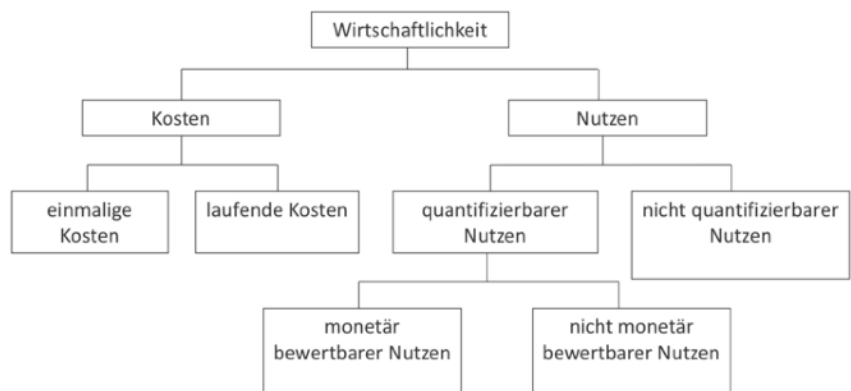 Wirtschaftlichkeit
Kosten
Nutzen
einmalige
Kosten
laufende Kosten
quantifizierbarer
Nutzen
nicht quantifizierbarer
Nutzen
monetär
bewertbarer Nutzen
nicht monetär
bewertbarer Nutzen